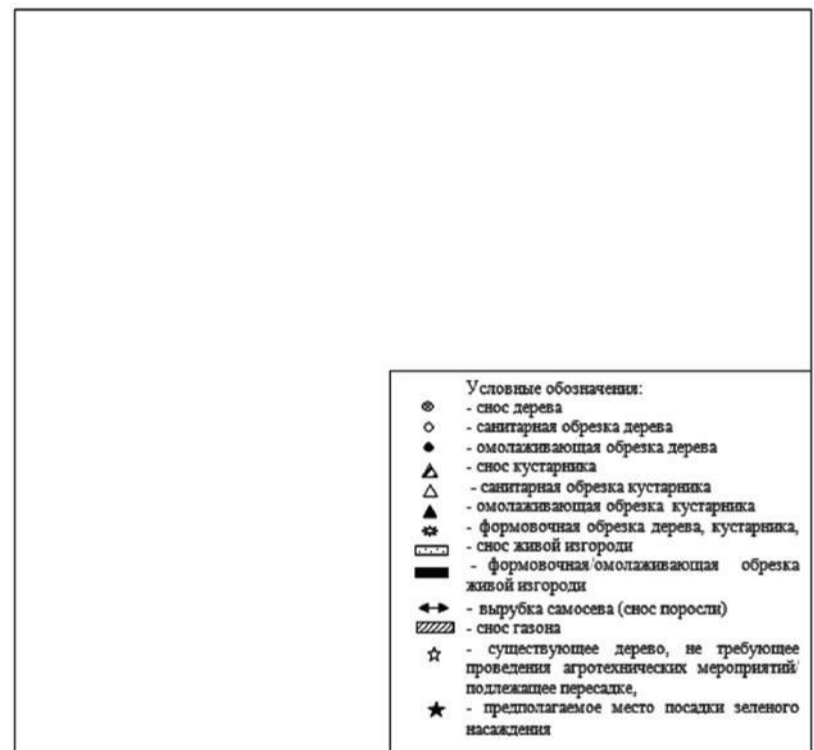 Условные обозначения:
- снос дерева
- санитарная обрезка дерева
- омолаживающая обрезка дерева
- снос кустарника
- санитарная обрезка кустарника
- омолаживающая обрезка кустарника
- формовочная обрезка дерева, кустарника,
- снос живой изгороди
- формовочная/омолаживающая обрезка
живой изгороди
- вырубка самосева (снос поросли)
- снос газона
- существующее дерево, не требующее
проведения агротехнических мероприятий/
подлежащее пересадке,
- предполагаемое место посадки зеленого
насаждения